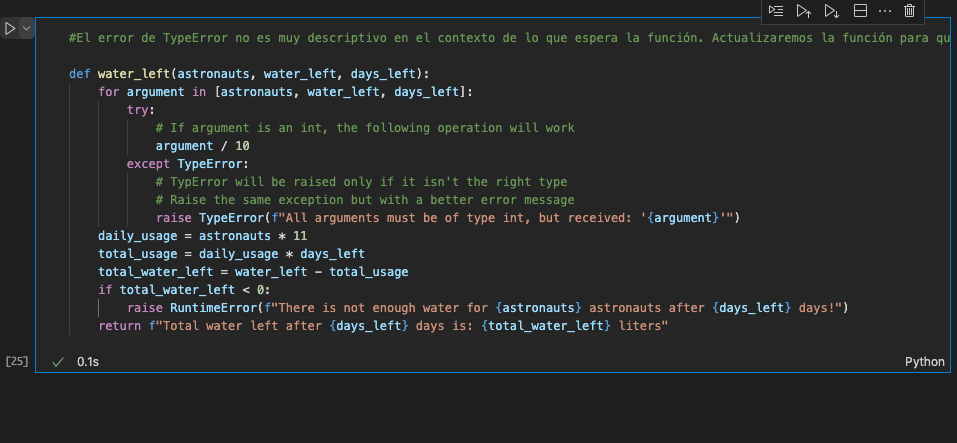 #El error de TypeError no es muy descriptivo en el contexto de lo que espera la función. Actualizaremos la función para qu
def water_left(astronauts, water_left, days_left):
    for argument in [astronauts, water_left, days_left]:
        try:
            # If argument is an int, the following operation will work
            argument / 10
        except TypeError:
            # TypError will be raised only if it isn't the right type
            # Raise the same exception but with a better error message
            raise TypeError(f"All arguments must be of type int, but received: '{argument}'")
    daily_usage = astronauts * 11
    total_usage = daily_usage * days_left
    total_water_left = water_left - total_usage
    if total_water_left < 0:
        raise RuntimeError(f"There is not enough water for {astronauts} astronauts after {days_left} days!")
    return f"Total water left after {days_left} days is: {total_water_left} liters"
[25] ✓ 0.1s Python